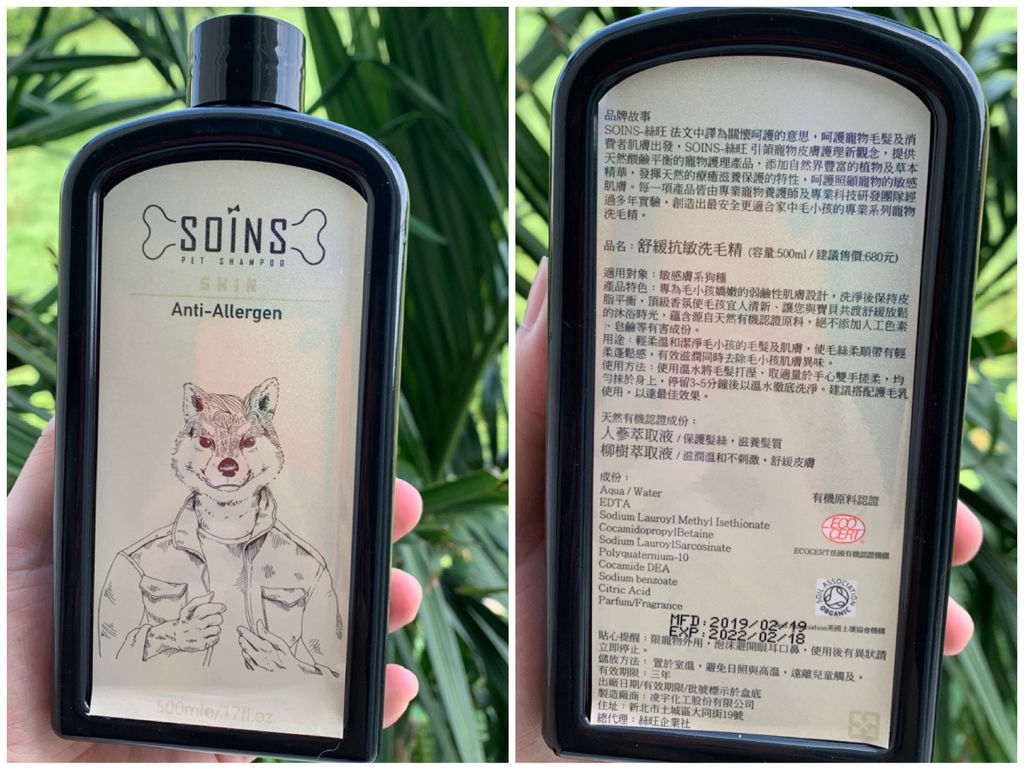 SOINS
PET SHAMPOO
SKIN
Anti-Allergen
500mle/17fl.oz.
品牌故事
SOINS-絲旺 法文中譯為關懷呵護的意思，呵護寵物毛髮及消
費者肌膚出發，SOINS-絲旺 引領寵物皮膚護理新觀念，提供
天然酸鹼平衡的寵物護理產品，添加自然界豐富的植物及草本
精華，發揮天然的療癒滋養保護的特性，呵護照顧寵物的敏感
肌膚。每一項產品皆由專業寵物養護師及專業科技研發團隊經
過多年實驗，創造出最安全更適合家中毛小孩的專業系列寵物
洗毛精。
品名：舒緩抗敏洗毛精 (容量:500ml / 建議售價:680元)
適用對象：敏感膚系狗種
產品特色：專為毛小孩嬌嫩的弱鹼性肌膚設計，洗淨後保持皮
脂平衡，頂級香氛使毛孩宜人清新、讓您與寶貝共渡舒緩放鬆
的沐浴時光，蘊含源自天然有機認證原料，絕不添加人工色素
、皂鹼等有害成份。
用途：輕柔溫和潔淨毛小孩的毛髮及肌膚，使毛絲柔順帶有輕
柔蓬鬆感，有效滋潤同時去除毛小孩肌膚異味。
使用方法：使用溫水將毛髮打溼，取適量於手心雙手搓柔，均
勻抹於身上，停留3~5分鐘後以溫水徹底洗淨。建議搭配護毛乳
使用，以達最佳效果。
天然有機認證成份：
人蔘萃取液 / 保護髮絲，滋養髮質
柳樹萃取液 / 滋潤溫和不刺激，舒緩皮膚
成份：
Aqua / Water
EDTA
Sodium Lauroyl Methyl Isethionate
CocamidopropylBetaine
Sodium LauroylSarcosinate
Polyquaternium-10
Cocamide DEA
Sodium benzoate
Citric Acid
Parfum/Fragrance
有機原料認證
ECO
CERT
ECOCERT法國有機認證機構
SOIL ASSOCIATION
ORGANIC
ciation英國土壤協會機構
MFD:2019/02/19
EXP:2022/02/18
貼心提醒：限寵物外用，泡沫避開眼耳口鼻，使用後有異狀請
立即停止。
儲放方法： 置於室溫，避免日照與高溫，遠離兒童觸及。
有效期限：三年
出廠日期/有效期限/批號標示於盒底
製造廠商：凌宇化工股份有限公司
住址：新北市土城區大同街19號
總代理：絲旺企業社